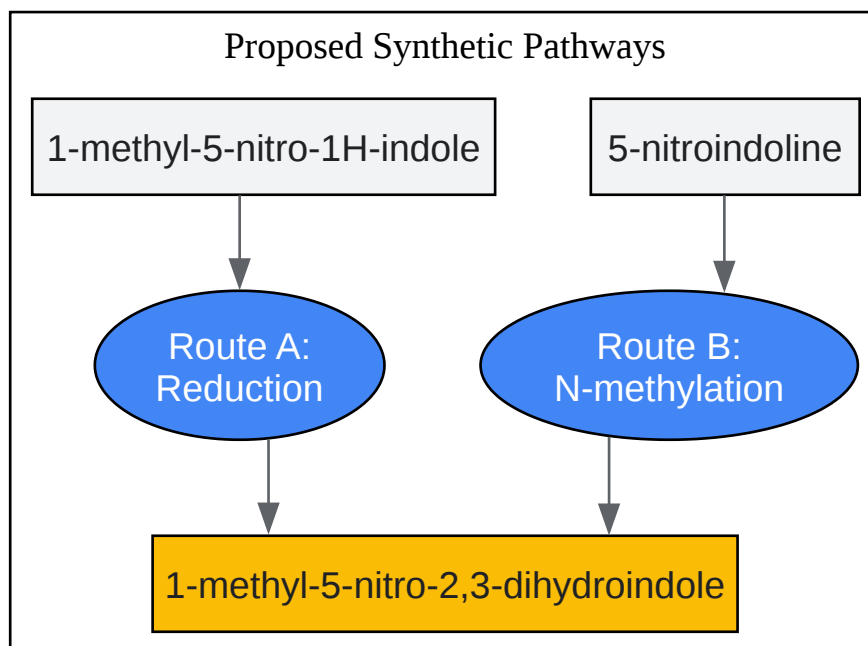 Proposed Synthetic Pathways
1-methyl-5-nitro-1H-indole
5-nitroindoline
Route A:
Reduction
Route B:
N-methylation
1-methyl-5-nitro-2,3-dihydroindole